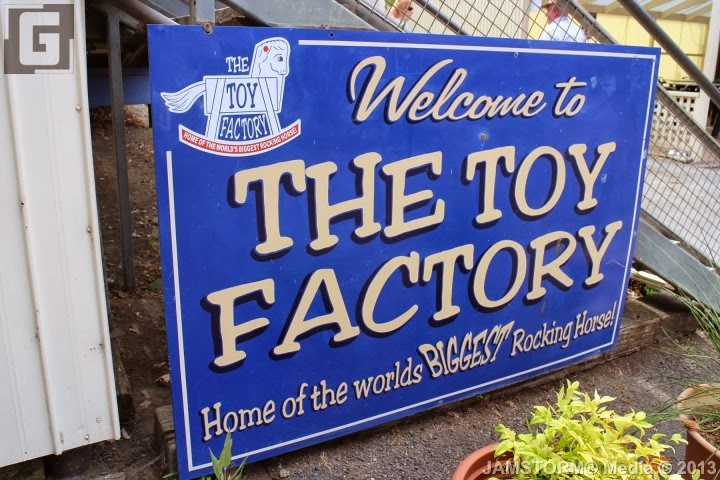 G
THE
TOY
FACTORY
HOME OF THE WORLD'S BIGGEST ROCKING HORSE!
Welcome to
THE TOY
FACTORY
Home of the worlds BIGGEST Rocking Horse!
JAMSTORM® Media © 2013